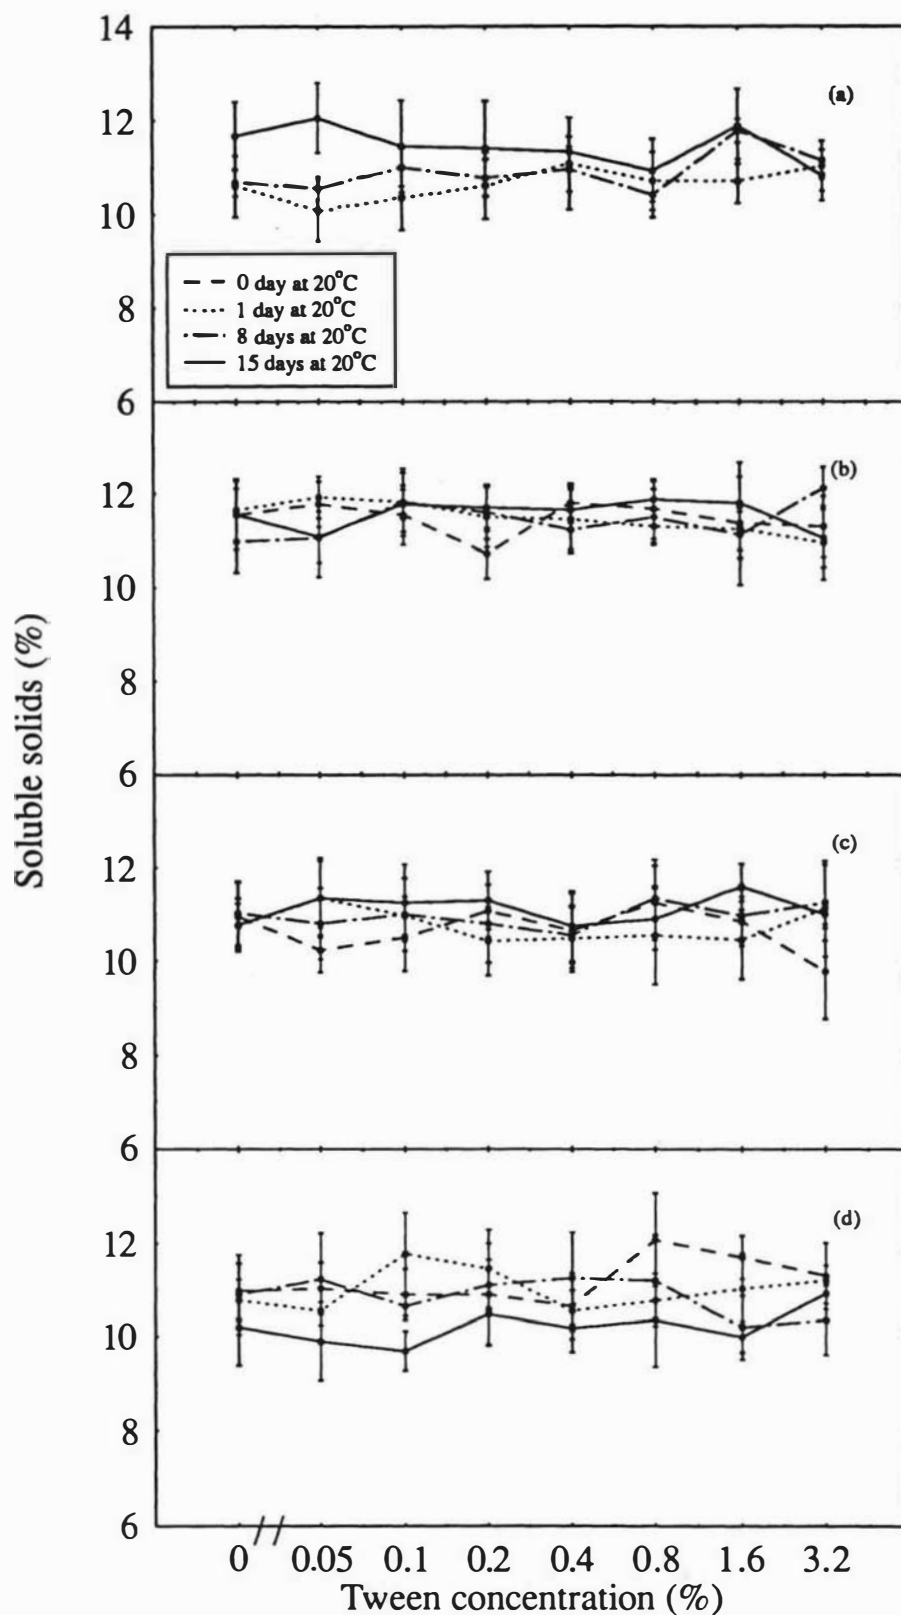 14
12
10
8
6
(a)
0 day at 20°C
1 day at 20°C
8 days at 20°C
15 days at 20°C
12
10
8
6
(b)
12
10
8
6
(c)
12
10
8
6
(d)
Soluble solids (%)
0 0.05 0.1 0.2 0.4 0.8 1.6 3.2
Tween concentration (%)